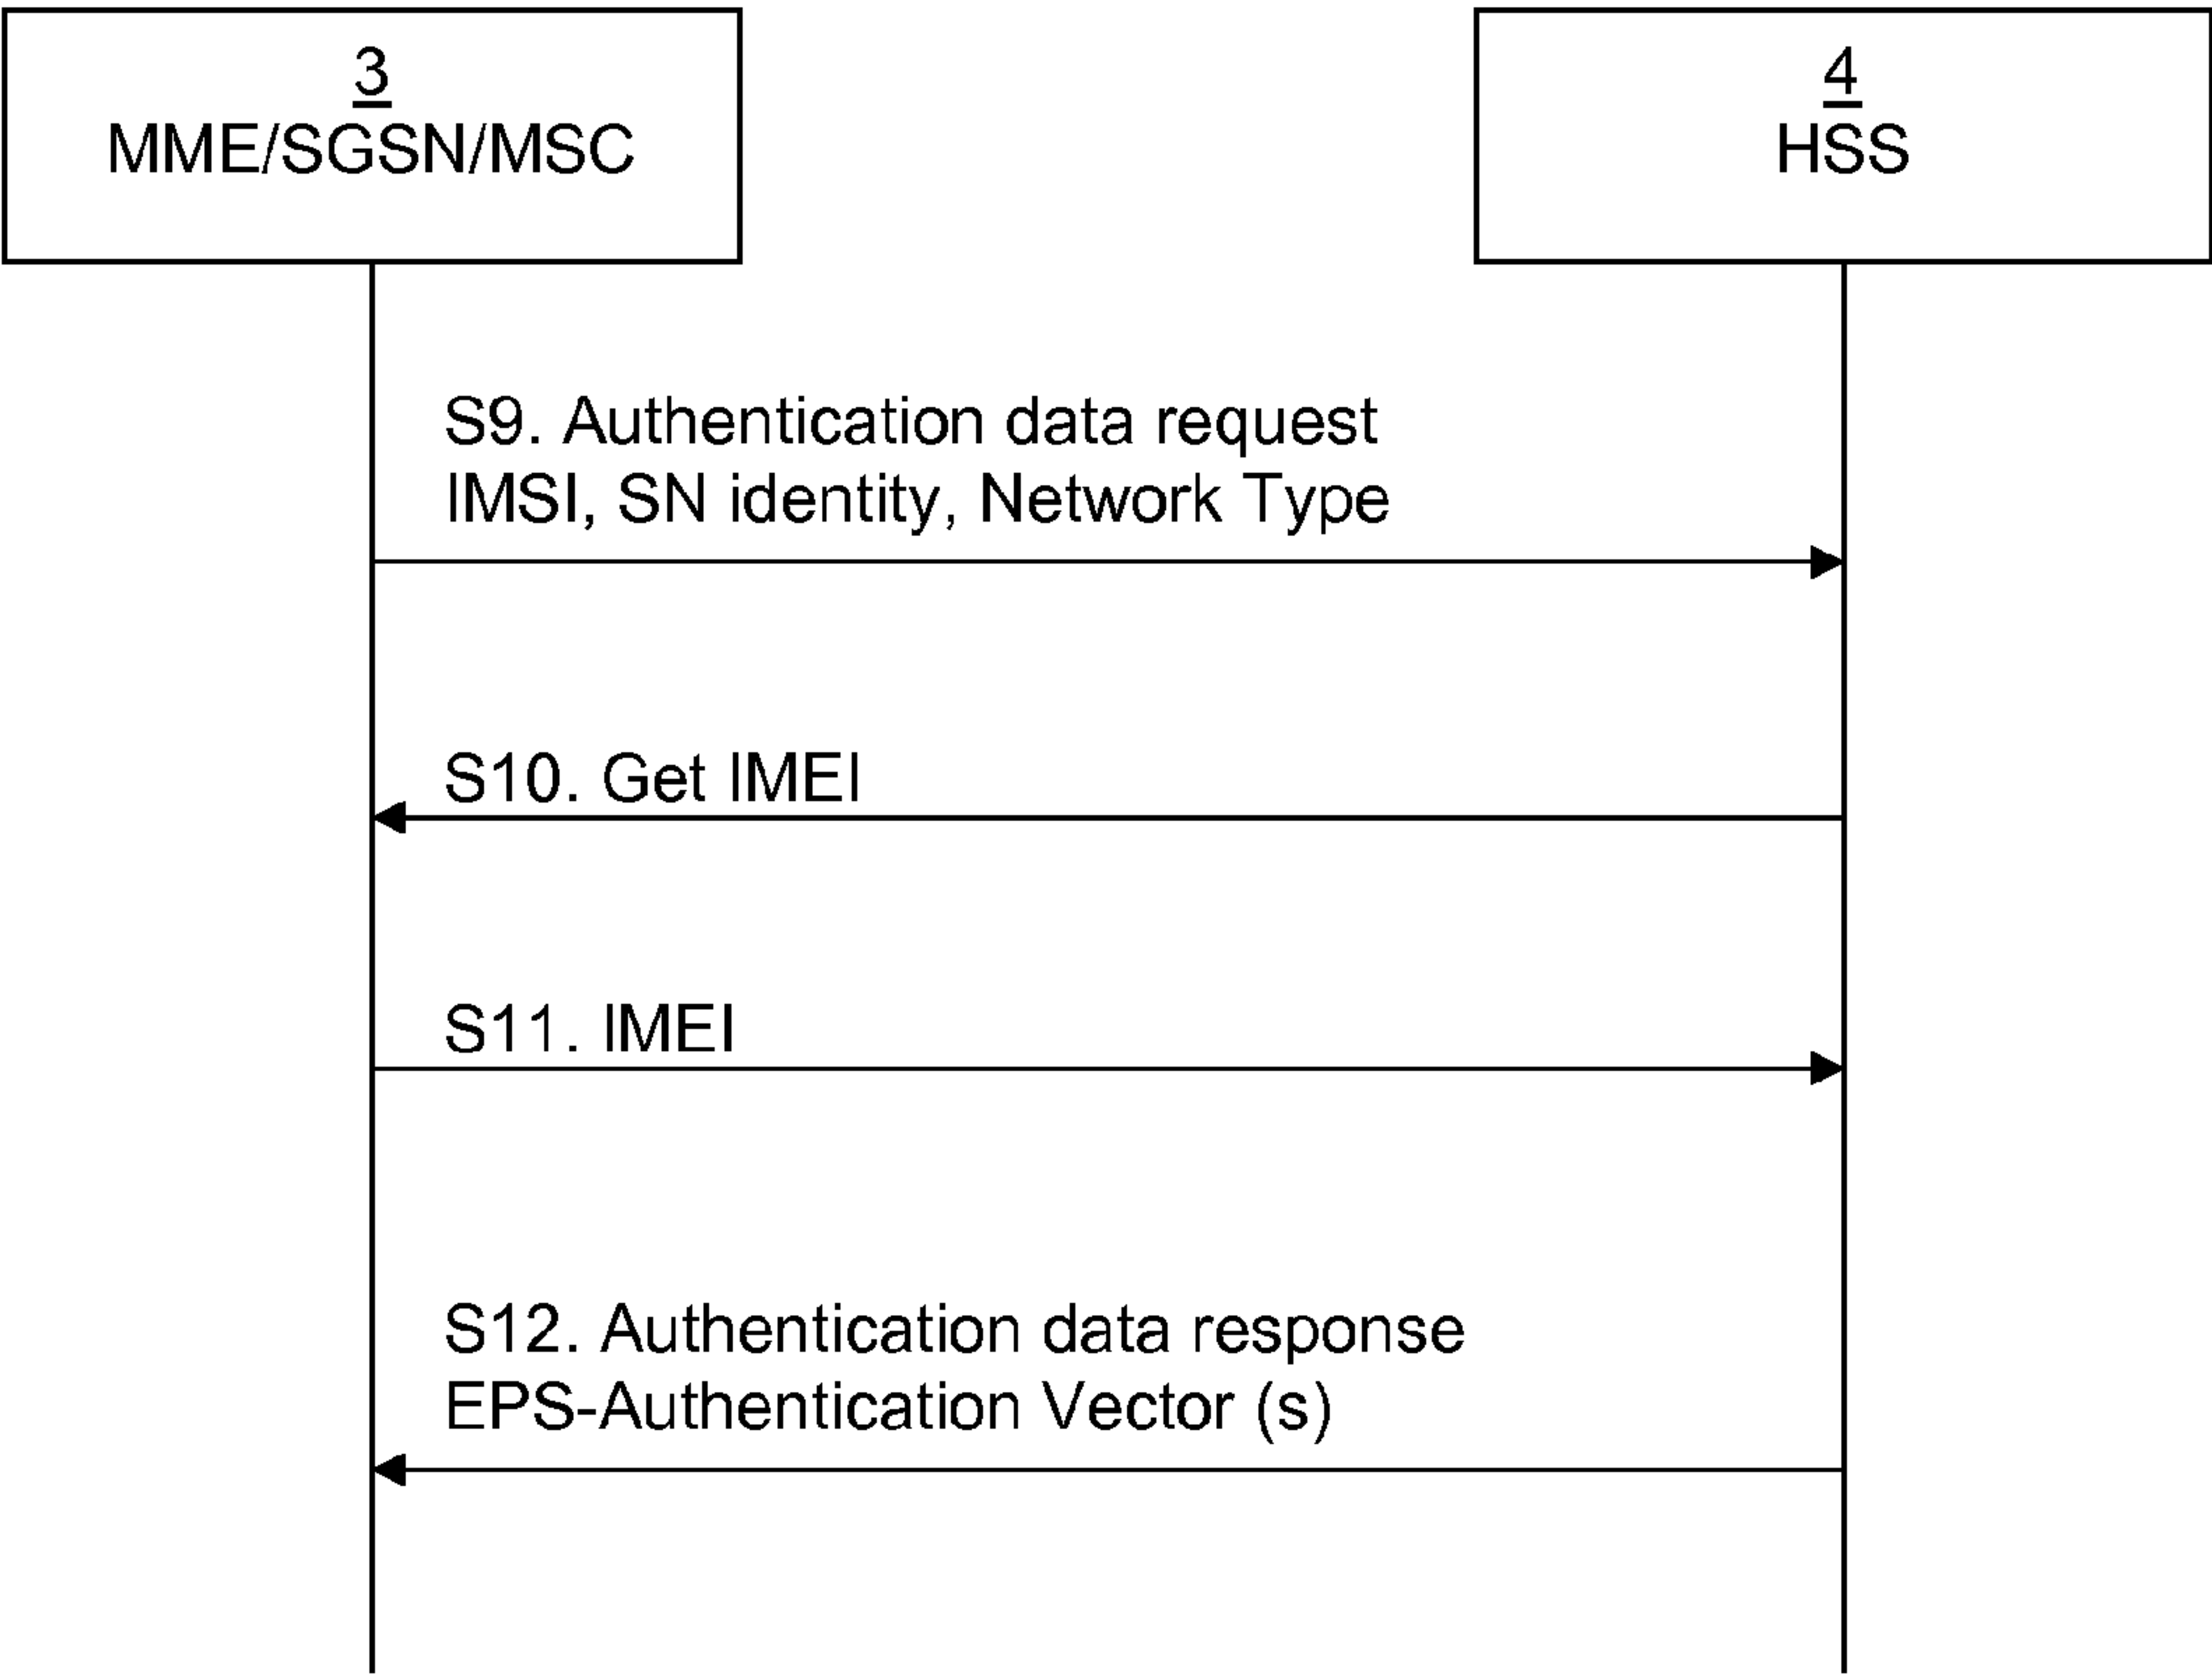 3
MME/SGSN/MSC
4
HSS
S9. Authentication data request
IMSI, SN identity, Network Type
S10. Get IMEI
S11. IMEI
S12. Authentication data response
EPS-Authentication Vector (s)